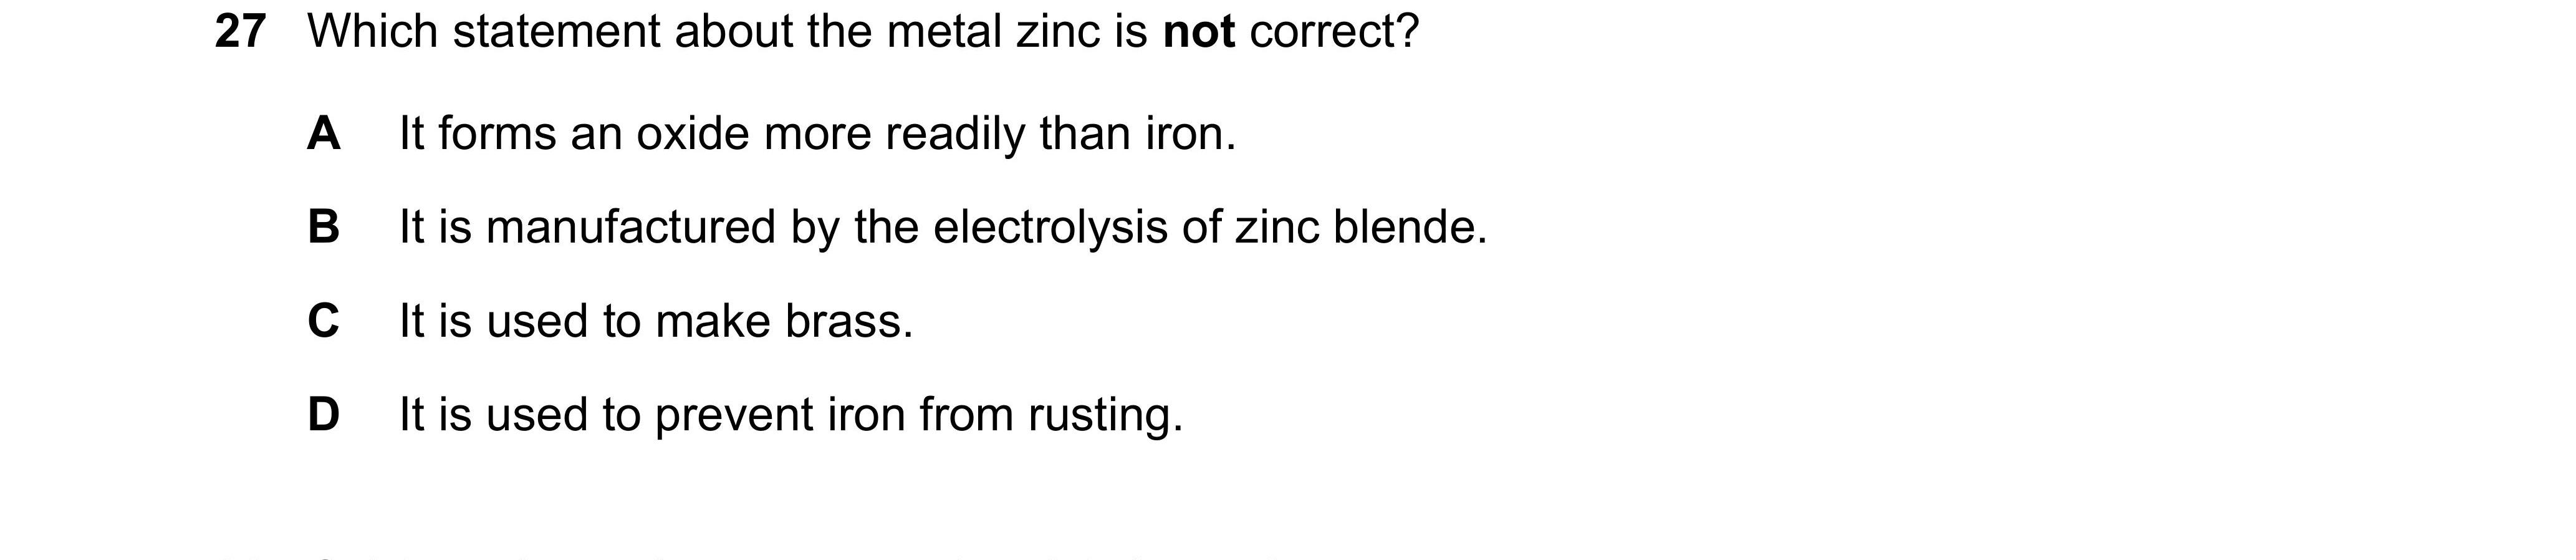 27 Which statement about the metal zinc is not correct?
A It forms an oxide more readily than iron.
B It is manufactured by the electrolysis of zinc blende.
C It is used to make brass.
D It is used to prevent iron from rusting.